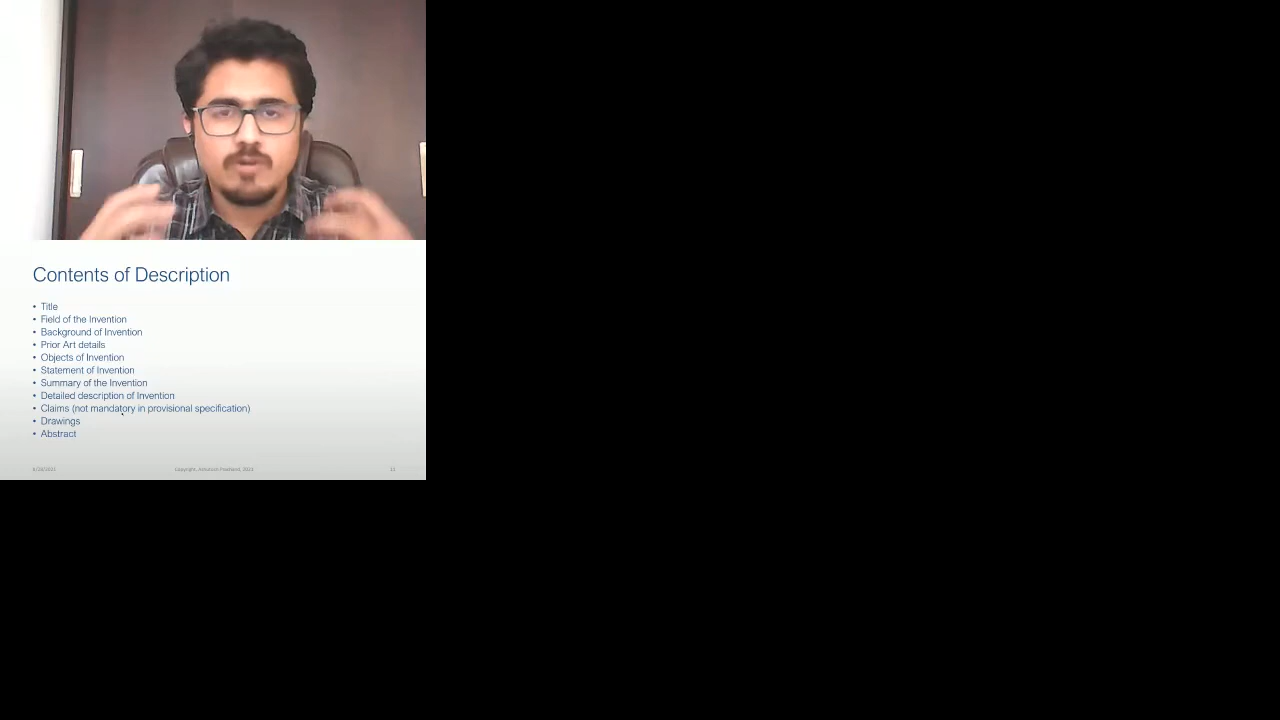 Contents of Description
• Title
• Field of the Invention
• Background of Invention
• Prior Art details
• Objects of Invention
• Statement of Invention
• Summary of the Invention
• Detailed description of Invention
• Claims (not mandatory in provisional specification)
• Drawings
• Abstract
Copyright,